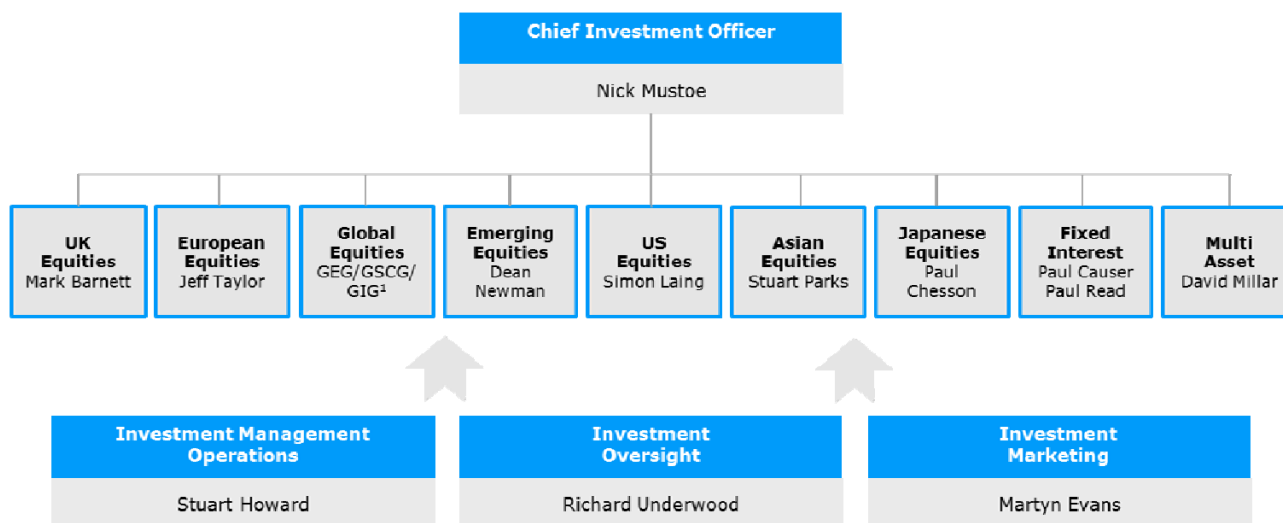 Chief Investment Officer
Nick Mustoe
UK
Equities
Mark Barnett
European
Equities
Jeff Taylor
Global
Equities
GEG/GSCG/
GIG¹
Emerging
Equities
Dean
Newman
US
Equities
Simon Laing
Asian
Equities
Stuart Parks
Japanese
Equities
Paul
Chesson
Fixed
Interest
Paul Causer
Paul Read
Multi
Asset
David Millar
Investment Management
Operations
Stuart Howard
Investment
Oversight
Richard Underwood
Investment
Marketing
Martyn Evans